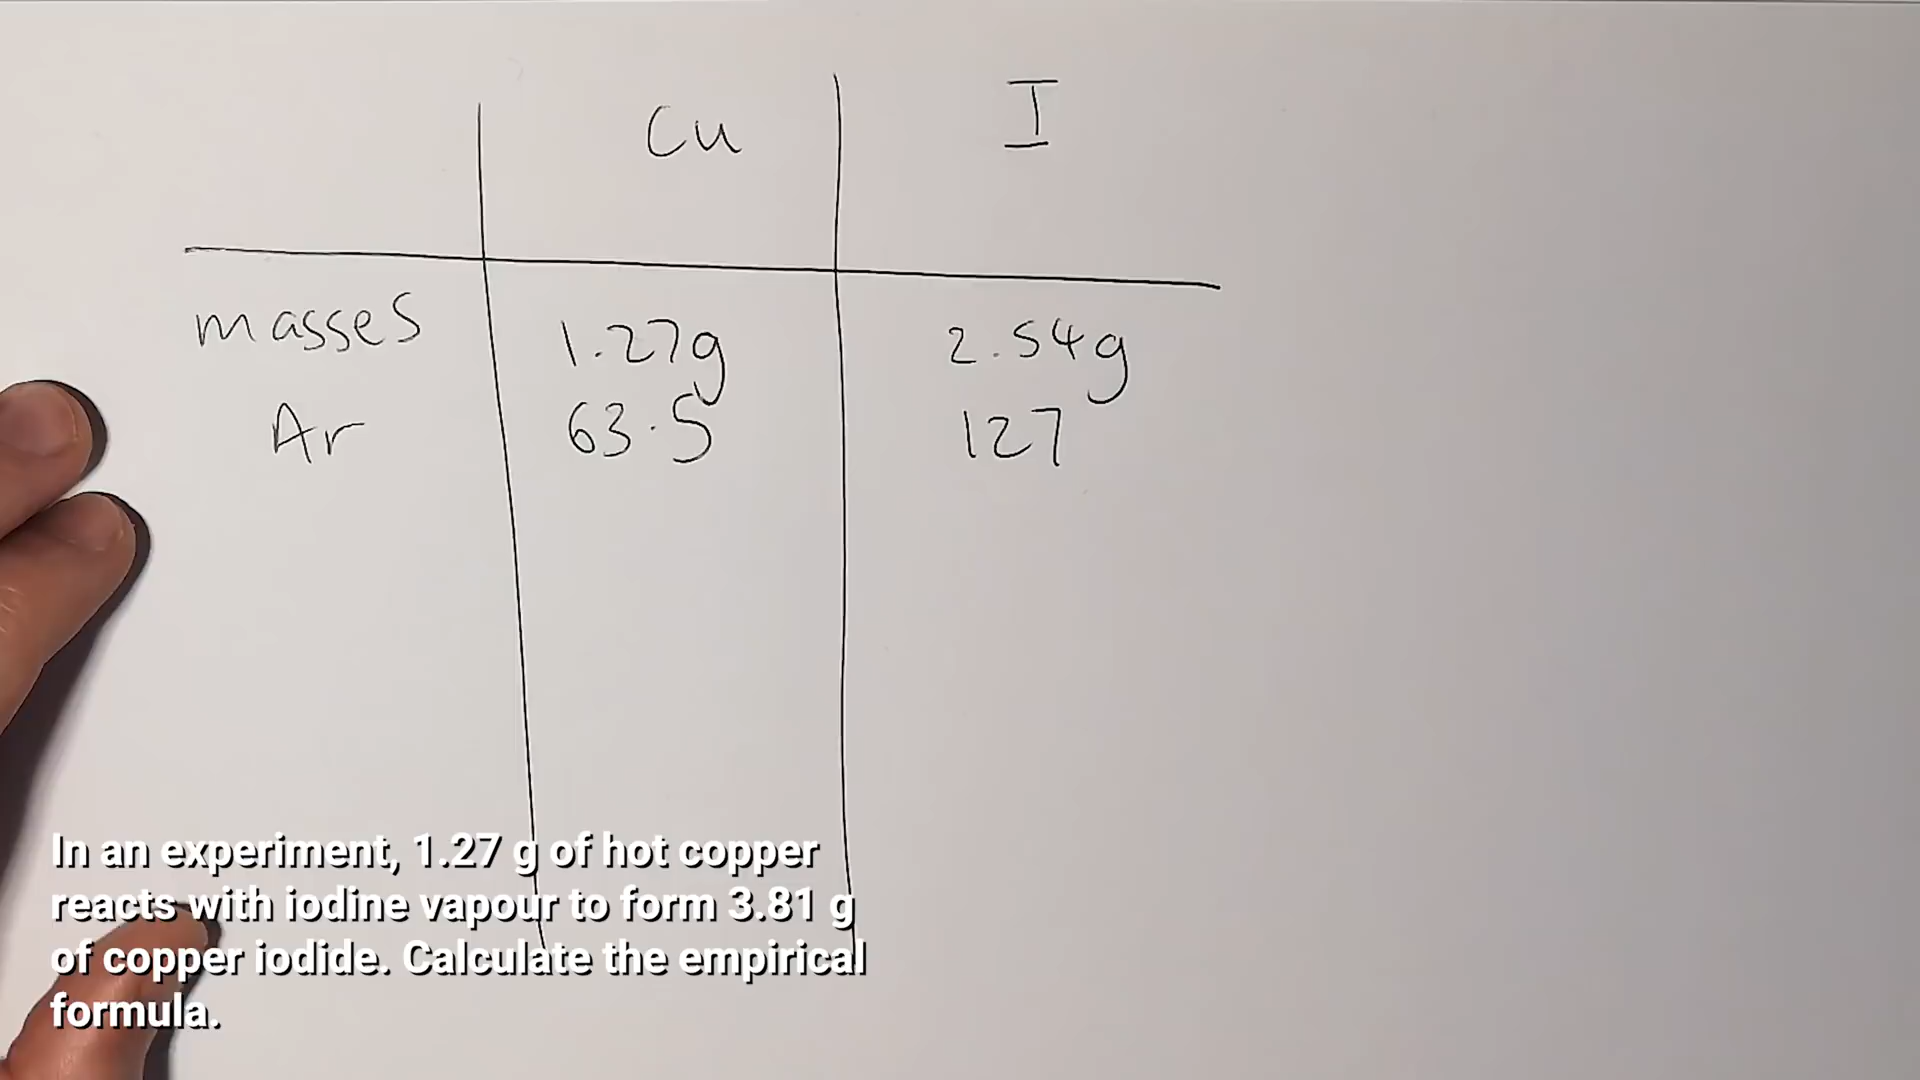 Cu I
masses 1.27g 2.54g
Ar 63.5 127
In an experiment, 1.27 g of hot copper
reacts with iodine vapour to form 3.81 g
of copper iodide. Calculate the empirical
formula.